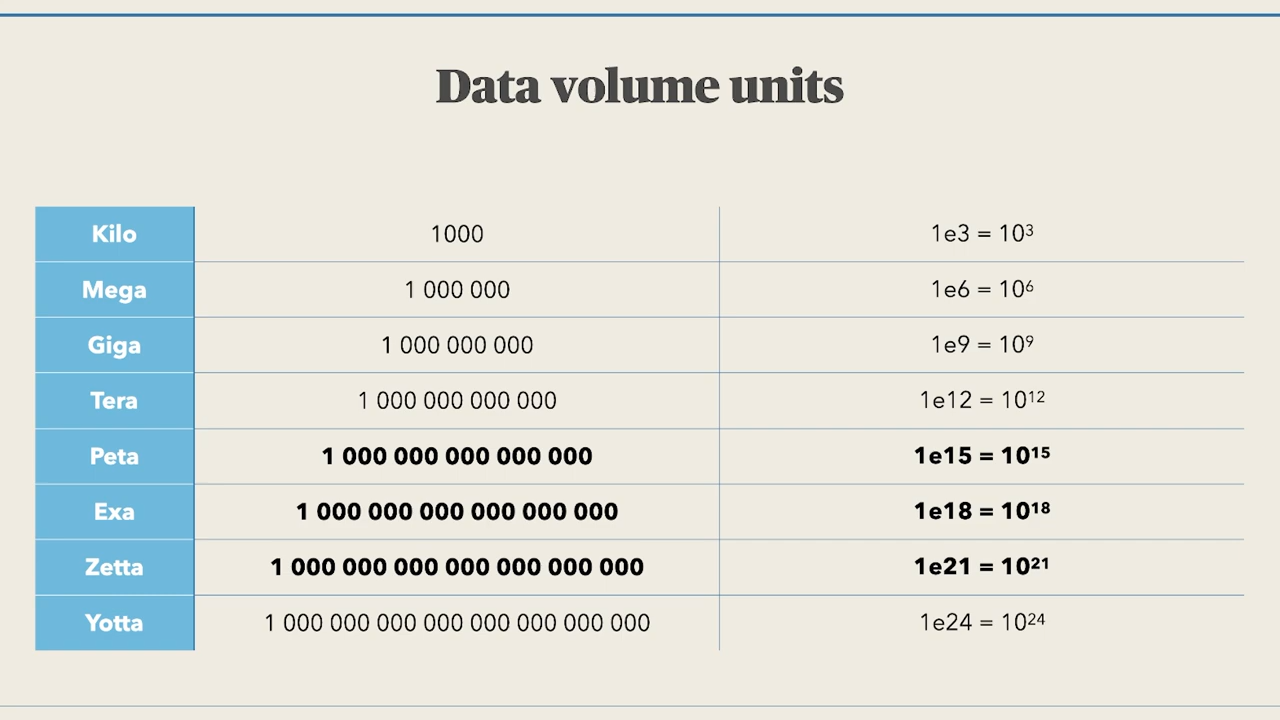 Data volume units
Kilo 1000 1e3 = 10³
Mega 1 000 000 1e6 = 10⁶
Giga 1 000 000 000 1e9 = 10⁹
Tera 1 000 000 000 000 1e12 = 10¹²
Peta 1 000 000 000 000 000 1e15 = 10¹⁵
Exa 1 000 000 000 000 000 000 1e18 = 10¹⁸
Zetta 1 000 000 000 000 000 000 000 1e21 = 10²¹
Yotta 1 000 000 000 000 000 000 000 000 1e24 = 10²⁴